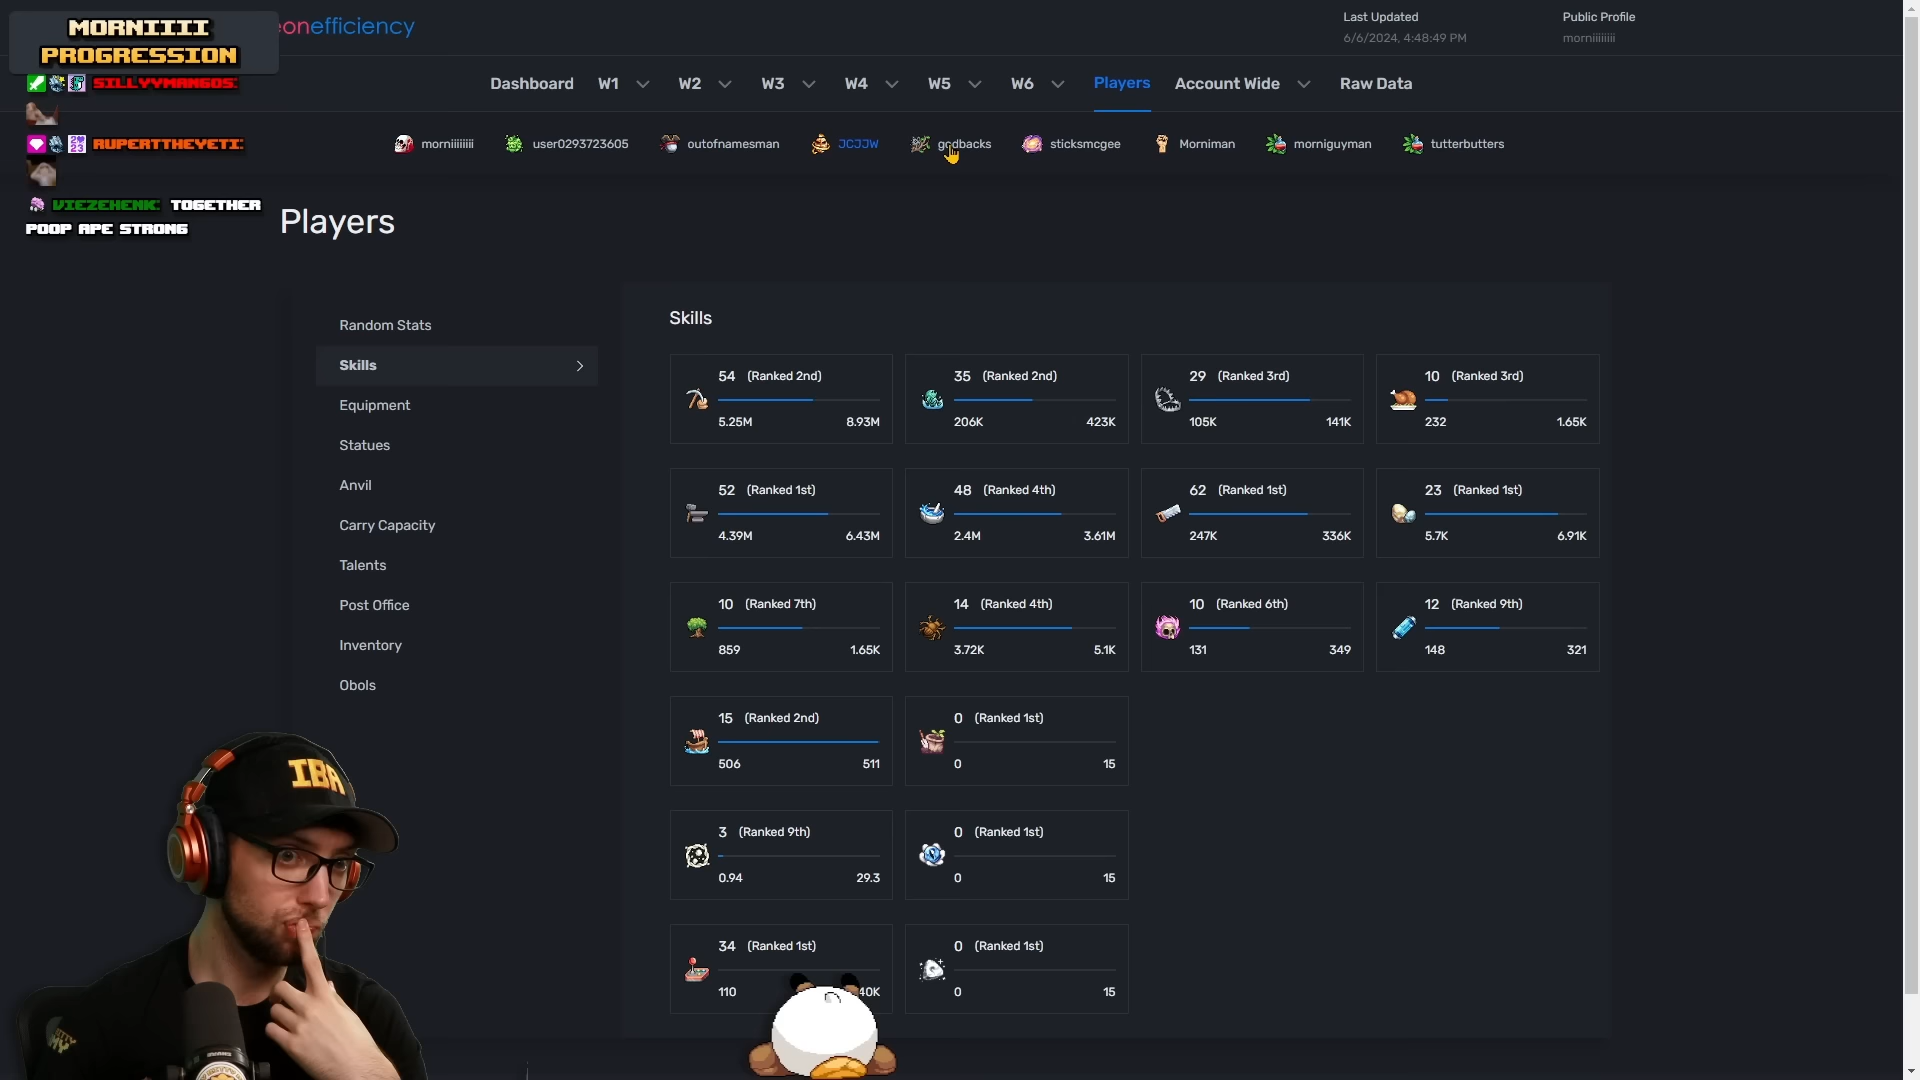 MORNIIII
PROGRESSION
eonefficiency
Last Updated
6/6/2024, 4:48:49 PM
Public Profile
morniiiiiiii
Dashboard W1 W2 W3 W4 W5 W6 Players Account Wide Raw Data
SILLYYMANGOS:
RUPERTTHEYETI:
VIEZEHENK: TOGETHER
POOP APE STRONG
morniiiiiiii user0293723605 outofnamesman JCJJW godbacks sticksmcgee Morniman morniguyman tutterbutters
Players
Random Stats
Skills
Equipment
Statues
Anvil
Carry Capacity
Talents
Post Office
Inventory
Obols
Skills
54 (Ranked 2nd)
5.25M 8.93M
35 (Ranked 2nd)
206K 423K
29 (Ranked 3rd)
105K 141K
10 (Ranked 3rd)
232 1.65K
52 (Ranked 1st)
4.39M 6.43M
48 (Ranked 4th)
2.4M 3.61M
62 (Ranked 1st)
247K 336K
23 (Ranked 1st)
5.7K 6.91K
10 (Ranked 7th)
859 1.65K
14 (Ranked 4th)
3.72K 5.1K
10 (Ranked 6th)
131 349
12 (Ranked 9th)
148 321
15 (Ranked 2nd)
506 511
0 (Ranked 1st)
0 15
3 (Ranked 9th)
0.94 29.3
0 (Ranked 1st)
0 15
34 (Ranked 1st)
110 40K
0 (Ranked 1st)
0 15
IBA